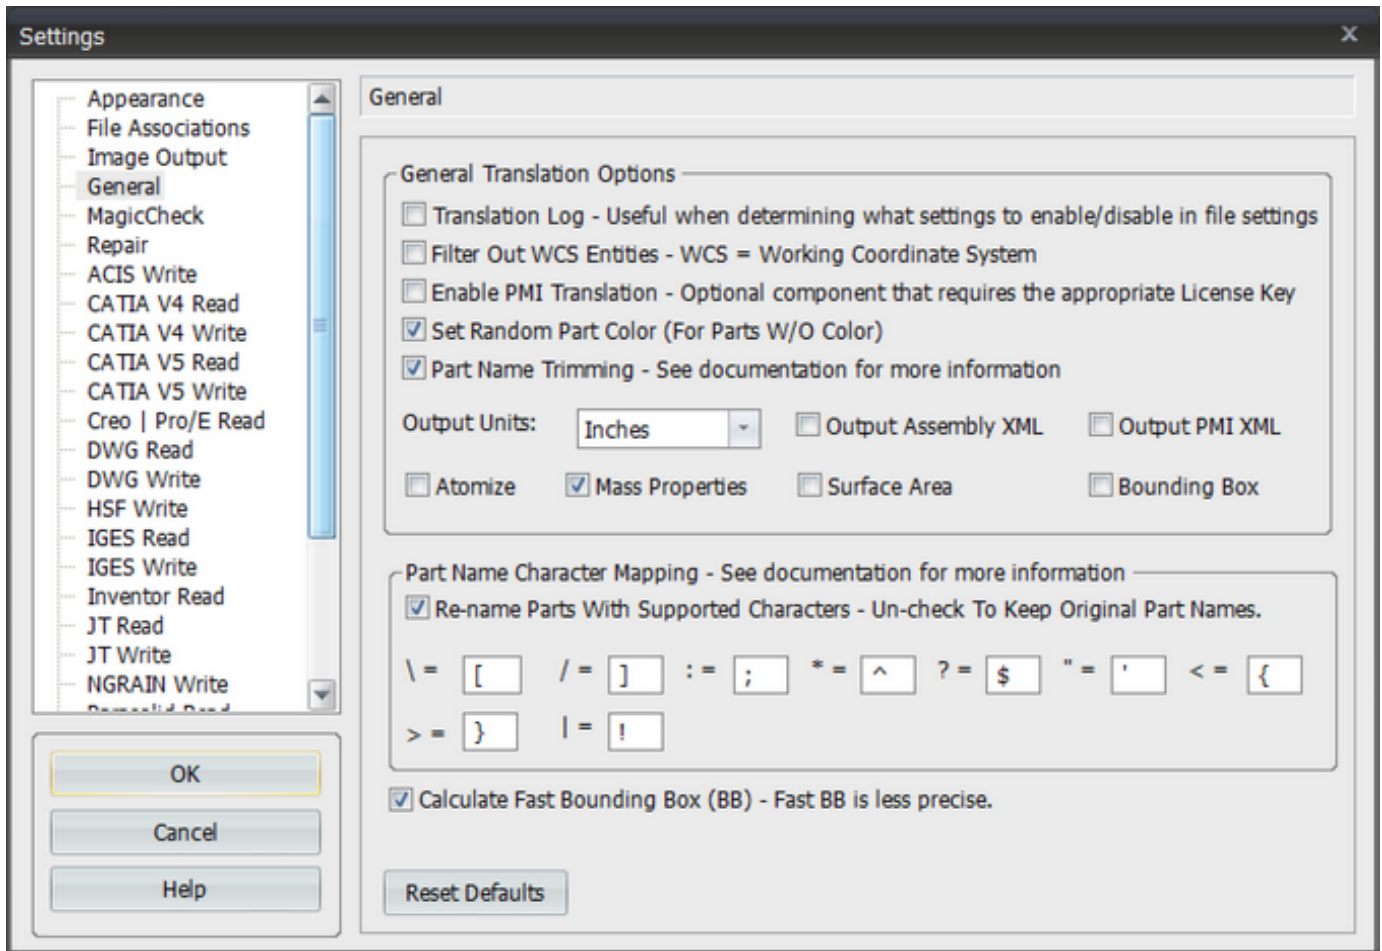 Settings
x
Appearance
File Associations
Image Output
General
MagicCheck
Repair
ACIS Write
CATIA V4 Read
CATIA V4 Write
CATIA V5 Read
CATIA V5 Write
Creo | Pro/E Read
DWG Read
DWG Write
HSF Write
IGES Read
IGES Write
Inventor Read
JT Read
JT Write
NGRAIN Write
OK
Cancel
Help
General
General Translation Options
Translation Log - Useful when determining what settings to enable/disable in file settings
Filter Out WCS Entities - WCS = Working Coordinate System
Enable PMI Translation - Optional component that requires the appropriate License Key
Set Random Part Color (For Parts W/O Color)
Part Name Trimming - See documentation for more information
Output Units: Inches Output Assembly XML Output PMI XML
Atomize Mass Properties Surface Area Bounding Box
Part Name Character Mapping - See documentation for more information
Re-name Parts With Supported Characters - Un-check To Keep Original Part Names.
\ = [ / = ] : = ; * = ^ ? = $ " = ' < = {
> = } | = !
Calculate Fast Bounding Box (BB) - Fast BB is less precise.
Reset Defaults